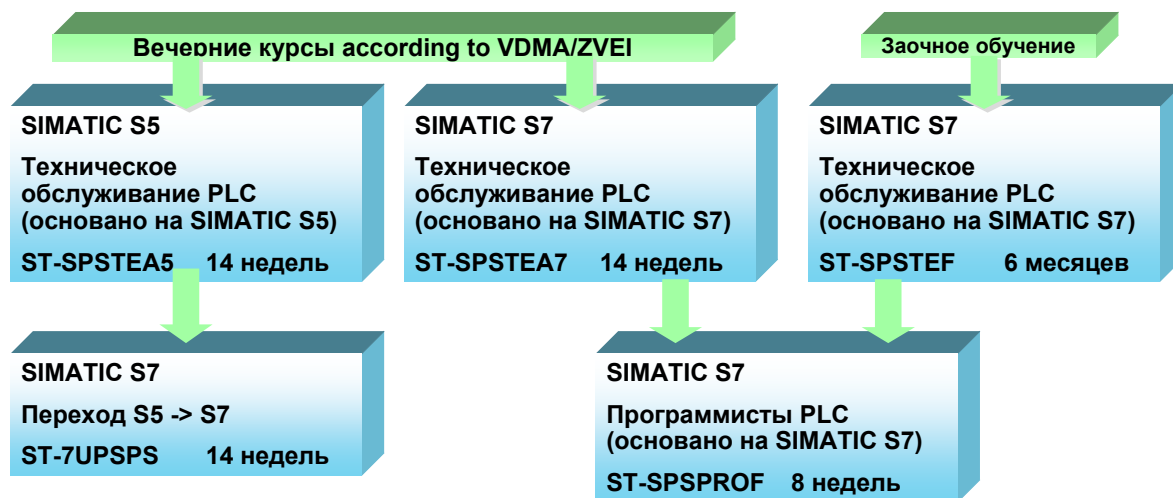 Вечерние курсы according to VDMA/ZVEI
Заочное обучение
SIMATIC S5
Техническое
обслуживание PLC
(основано на SIMATIC S5)
ST-SPSTEA5 14 недель
SIMATIC S7
Техническое
обслуживание PLC
(основано на SIMATIC S7)
ST-SPSTEA7 14 недель
SIMATIC S7
Техническое
обслуживание PLC
(основано на SIMATIC S7)
ST-SPSTEF 6 месяцев
SIMATIC S7
Переход S5 -> S7
ST-7UPSPS 14 недель
SIMATIC S7
Программисты PLC
(основано на SIMATIC S7)
ST-SPSPROF 8 недель